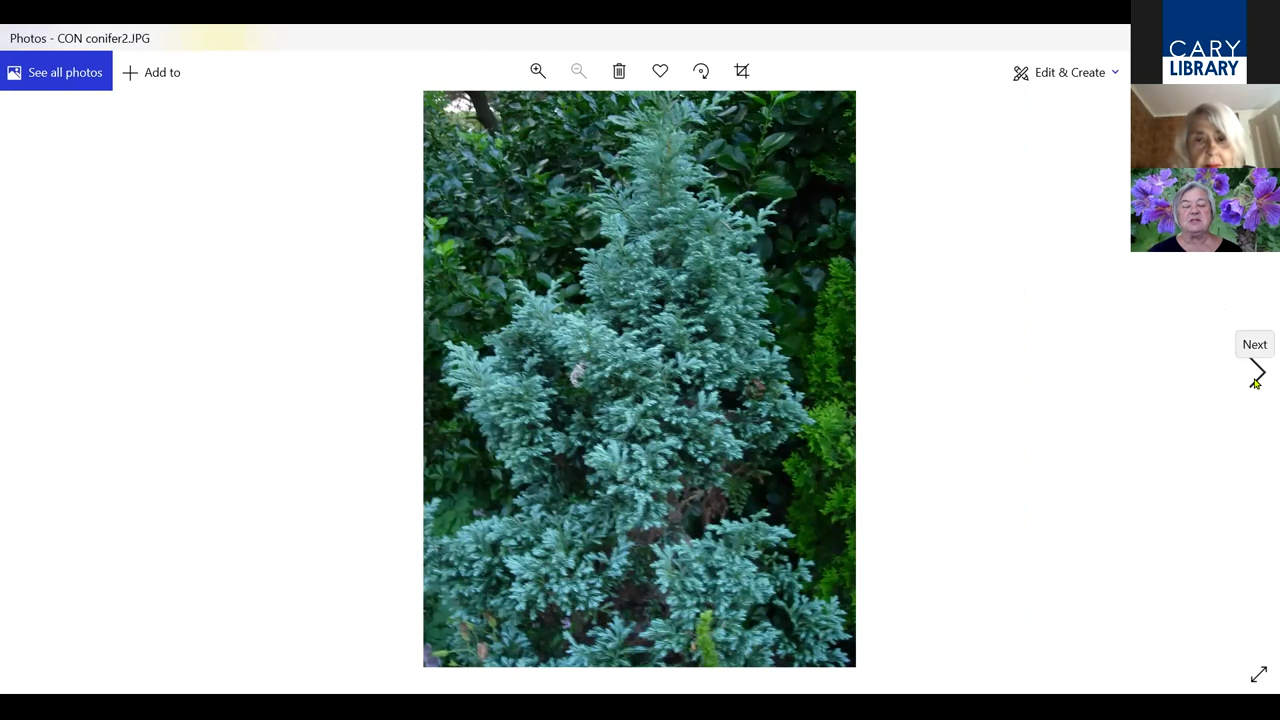 Photos - CON conifer2.JPG
See all photos
Add to
Edit & Create
CARY
LIBRARY
Next